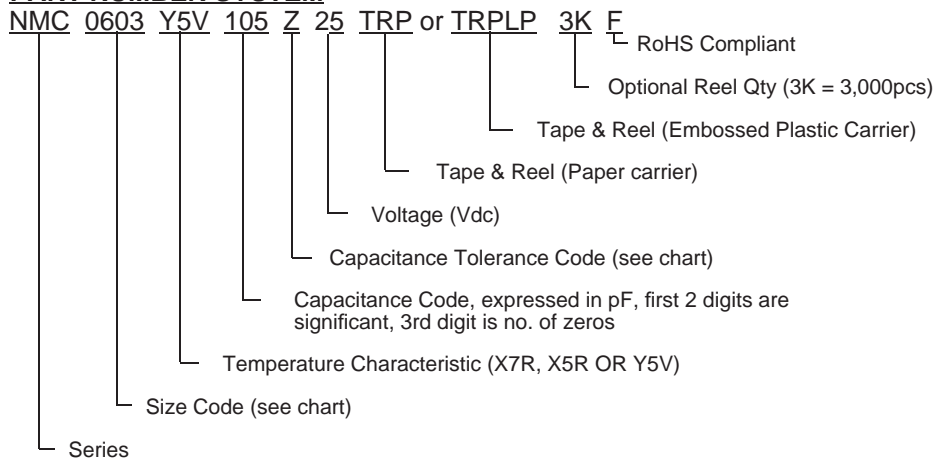 PART NUMBER SYSTEM
NMC 0603 Y5V 105 Z 25 TRP or TRPLP 3K F
RoHS Compliant
Optional Reel Qty (3K = 3,000pcs)
Tape & Reel (Embossed Plastic Carrier)
Tape & Reel (Paper carrier)
Voltage (Vdc)
Capacitance Tolerance Code (see chart)
Capacitance Code, expressed in pF, first 2 digits are
significant, 3rd digit is no. of zeros
Temperature Characteristic (X7R, X5R OR Y5V)
Size Code (see chart)
Series